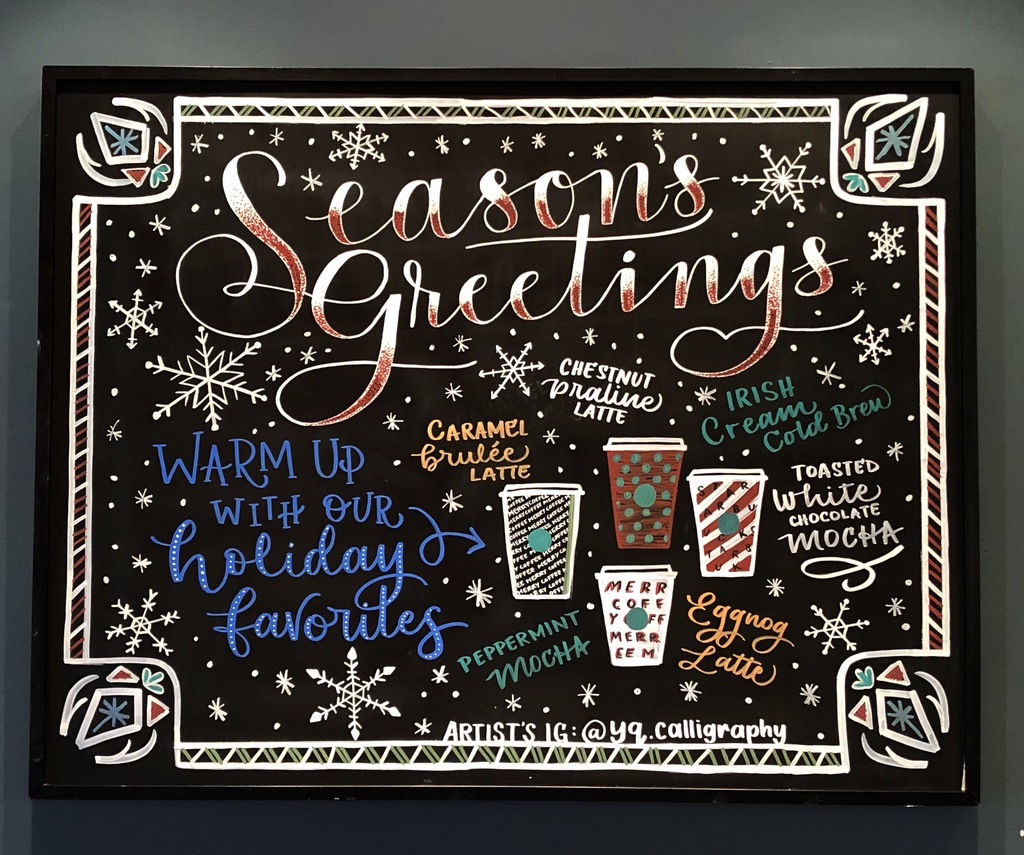 Season's
Greetings
CHESTNUT
praline
LATTE
IRISH
Cream
Cold Brew
CARAMEL
brulée
LATTE
WARM UP
WITH OUR
holiday
favorites
TOASTED
white
CHOCOLATE
MOCHA
MERR
COFF
Y OFF
MERR
EE M
Eggnog
Latte
PEPPERMINT
MOCHA
ARTIST'S IG: @yq.calligraphy